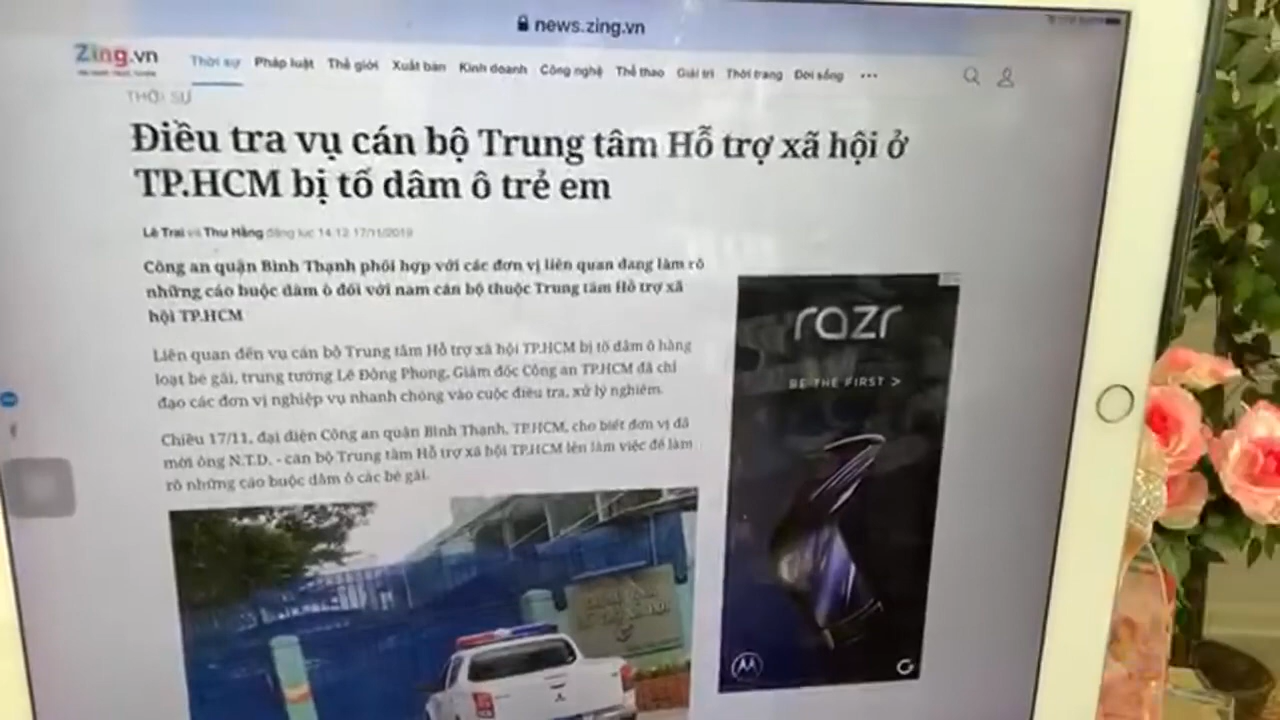 news.zing.vn
Zing.vn
Thời sự Pháp luật Thế giới Xuất bản Kinh doanh Công nghệ Thể thao Giải trí Thời trang Đời sống ...
THỜI SỰ
Điều tra vụ cán bộ Trung tâm Hỗ trợ xã hội ở
TP.HCM bị tố dâm ô trẻ em
Lê Trai và Thu Hằng đăng lúc 14:12 17/11/2019
Công an quận Bình Thạnh phối hợp với các đơn vị liên quan đang làm rõ
những cáo buộc dâm ô đối với nam cán bộ thuộc Trung tâm Hỗ trợ xã
hội TP.HCM
Liên quan đến vụ cán bộ Trung tâm Hỗ trợ xã hội TP.HCM bị tố dâm ô hàng
loạt bé gái, trung tướng Lê Đông Phong, Giám đốc Công an TP.HCM đã chỉ
đạo các đơn vị nghiệp vụ nhanh chóng vào cuộc điều tra, xử lý nghiêm.
Chiều 17/11, đại diện Công an quận Bình Thạnh, TP.HCM, cho biết đơn vị đã
mời ông N.T.D. - cán bộ Trung tâm Hỗ trợ xã hội TP.HCM lên làm việc để làm
rõ những cáo buộc dâm ô các bé gái.
razr
BE THE FIRST >